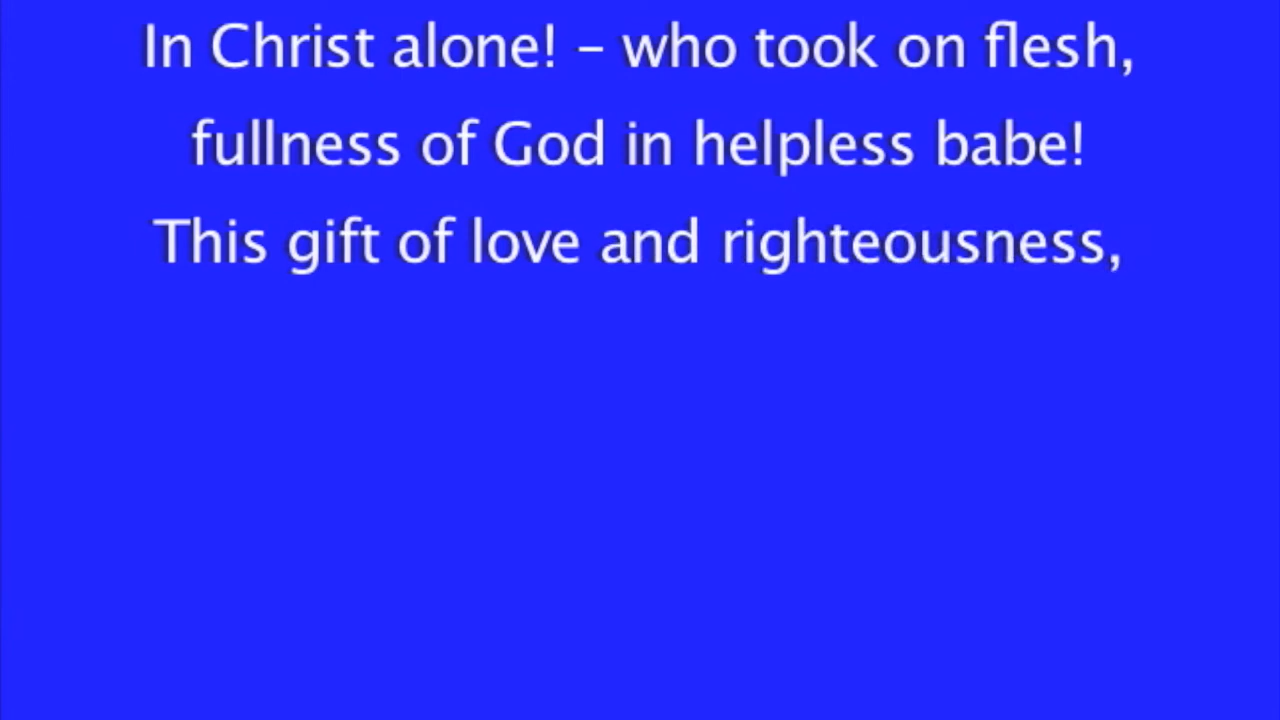 In Christ alone! – who took on flesh,
fullness of God in helpless babe!
This gift of love and righteousness,